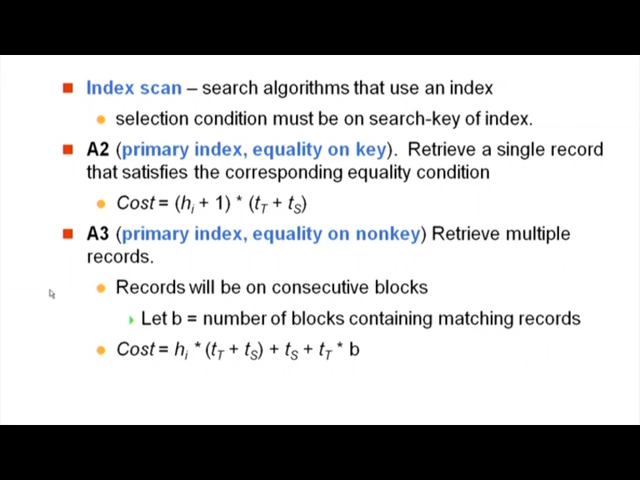 Index scan – search algorithms that use an index
selection condition must be on search-key of index.
A2 (primary index, equality on key). Retrieve a single record
that satisfies the corresponding equality condition
Cost = (hi + 1) * (tT + tS)
A3 (primary index, equality on nonkey) Retrieve multiple
records.
Records will be on consecutive blocks
Let b = number of blocks containing matching records
Cost = hi * (tT + tS) + tS + tT * b